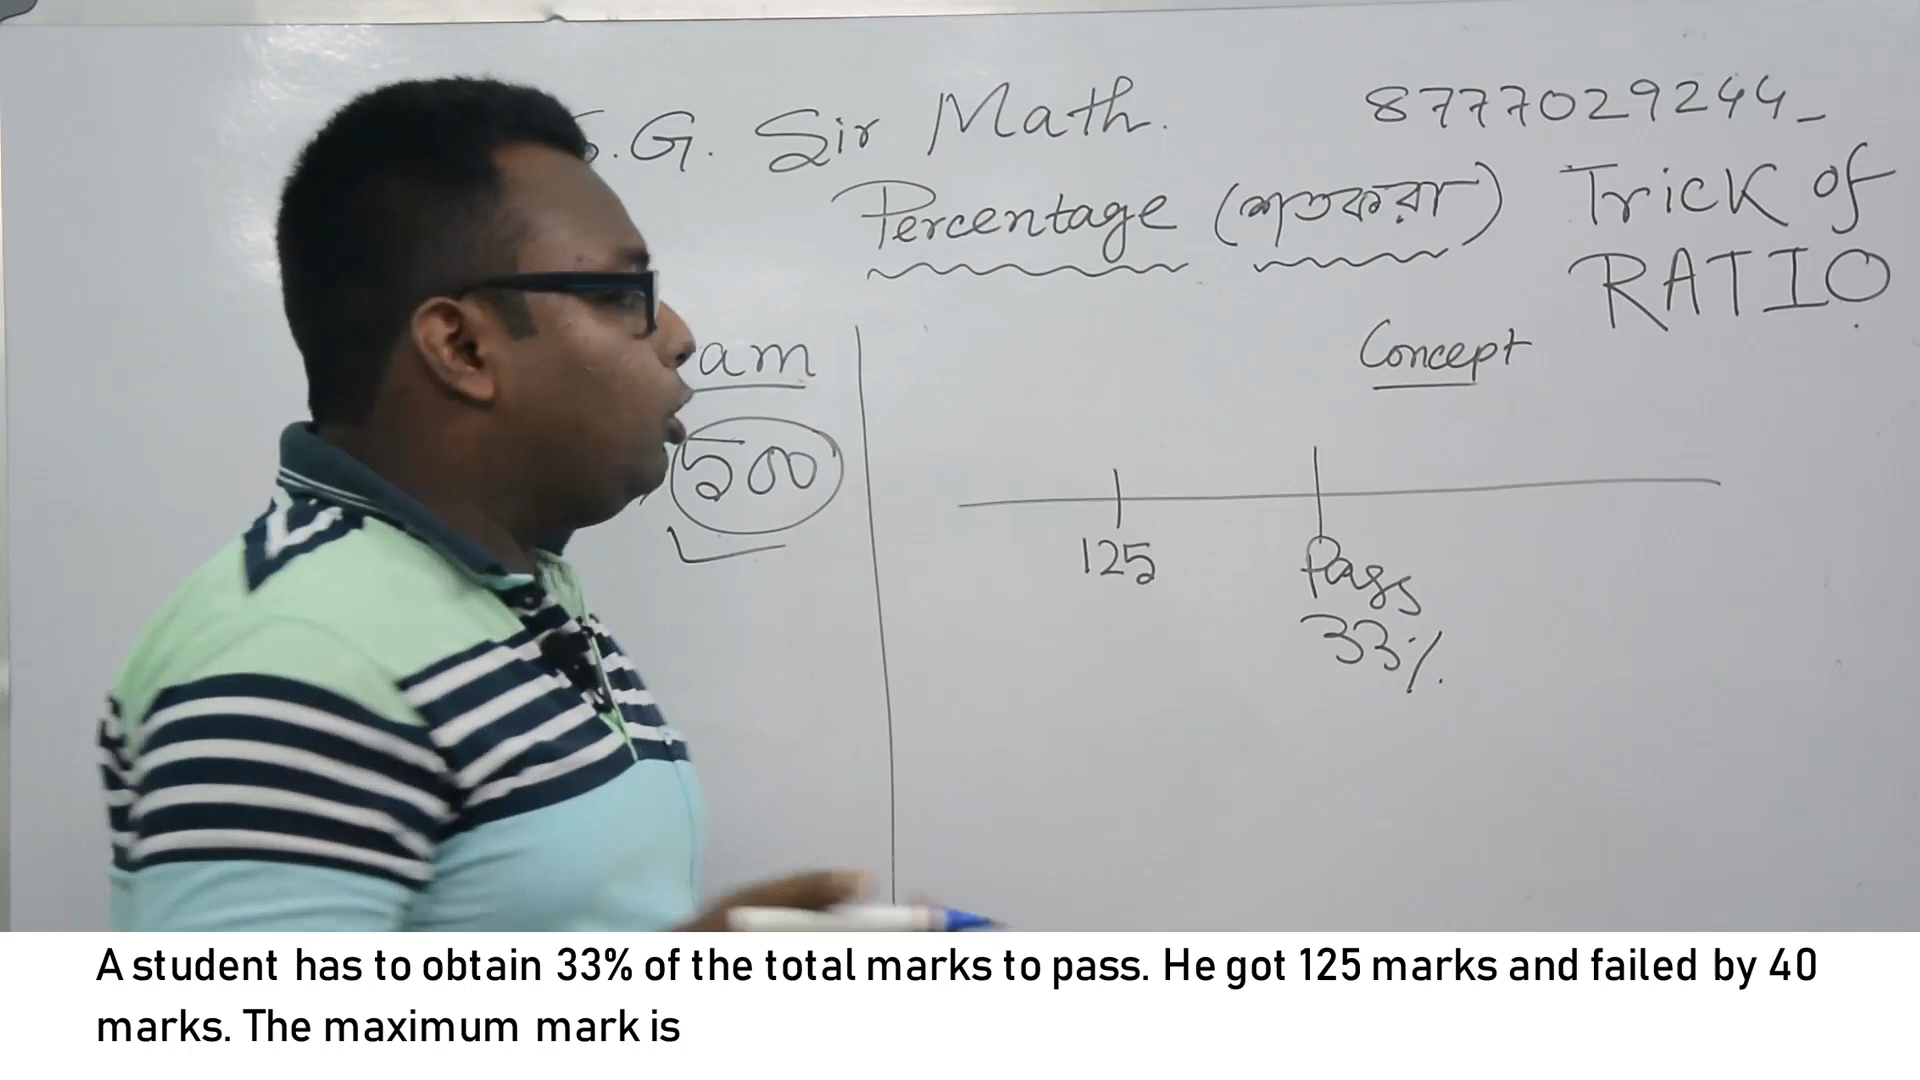 S.G. Sir Math. 8777029244
Percentage (শতকরা) Trick of
RATIO
am
Concept
500
125
Pass
33%
A student has to obtain 33% of the total marks to pass. He got 125 marks and failed by 40
marks. The maximum mark is